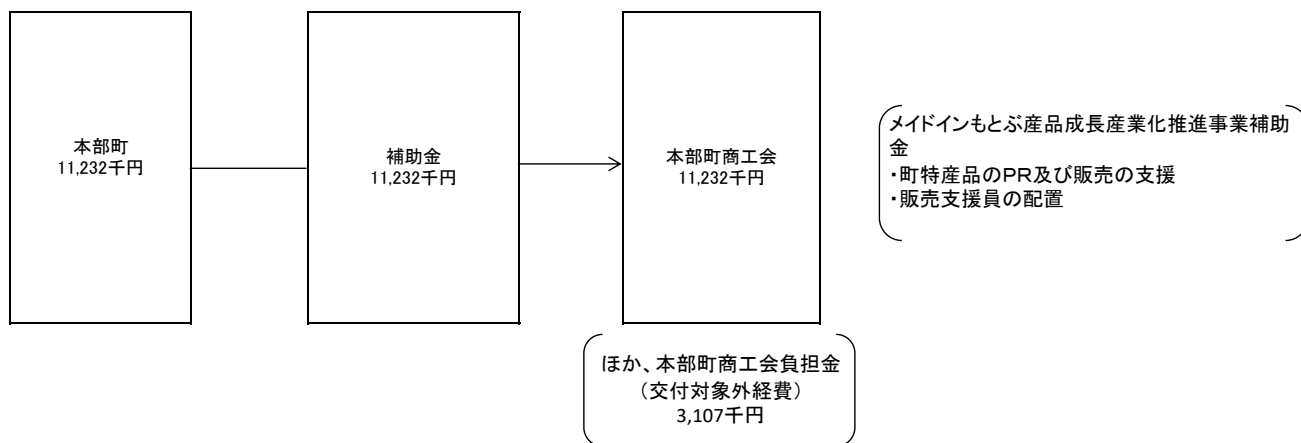 本部町
11,232千円
補助金
11,232千円
本部町商工会
11,232千円
メイドインもとぶ産品成長産業化推進事業補助
金
・町特産品のPR及び販売の支援
・販売支援員の配置
ほか、本部町商工会負担金
（交付対象外経費）
3,107千円